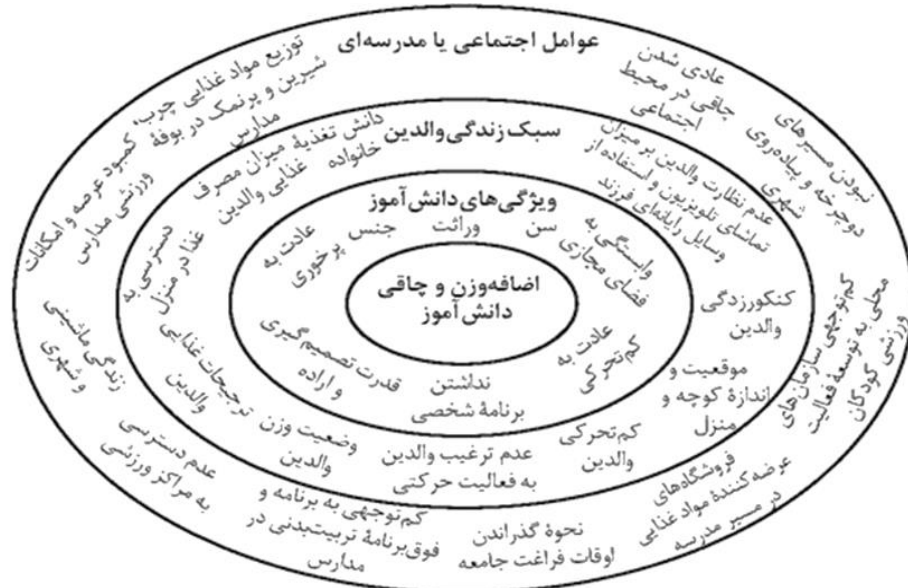 عوامل اجتماعی یا مدرسه‌ای
عادی شدن
چاقی در محیط
اجتماعی
نبودن مسیرهای
دوچرخه و پیاده‌روی
شهری
کم‌توجهی سازمان‌های
محلی به توسعهٔ فعالیت
ورزشی کودکان
فروشگاه‌های
عرضه‌کنندهٔ مواد غذایی
در مسیر مدرسه
نحوهٔ گذراندن
اوقات فراغت جامعه
کم‌توجهی به برنامه و
فوق‌برنامهٔ تربیت‌بدنی در
مدارس
عدم دسترسی
به مراکز ورزشی
زندگی ماشینی
و شهری
کمبود عرصه و امکانات
ورزشی مدارس
توزیع مواد غذایی چرب،
شیرین و پرنمک در بوفهٔ
مدارس
سبک زندگی والدین
عدم نظارت والدین بر میزان
تماشای تلویزیون و استفاده از
وسایل رایانه‌ای فرزند
کنکورزدگی
والدین
موقعیت و
اندازهٔ کوچه و
منزل
کم‌تحرکی
والدین
عدم ترغیب والدین
به فعالیت حرکتی
وضعیت وزن
والدین
ترجیحات غذایی
والدین
دسترسی به
غذا در منزل
میزان مصرف
غذایی والدین
دانش تغذیهٔ
خانواده
ویژگی‌های دانش‌آموز
سن
وراثت
جنس
عادت به
پرخوری
وابستگی به
فضای مجازی
عادت به
کم‌تحرکی
نداشتن
برنامهٔ شخصی
قدرت تصمیم‌گیری
و اراده
اضافه‌وزن و چاقی
دانش‌آموز